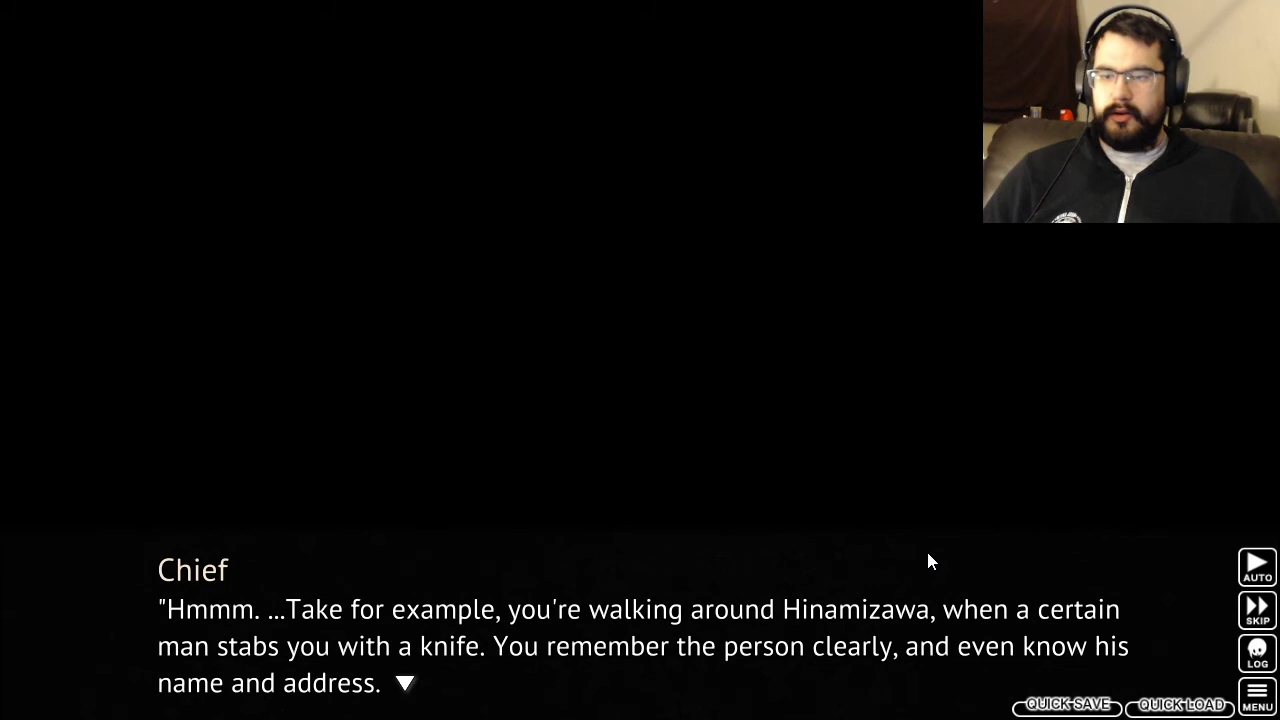 Chief
"Hmmm. ...Take for example, you're walking around Hinamizawa, when a certain
man stabs you with a knife. You remember the person clearly, and even know his
name and address.
AUTO
SKIP
LOG
MENU
QUICK SAVE QUICK LOAD